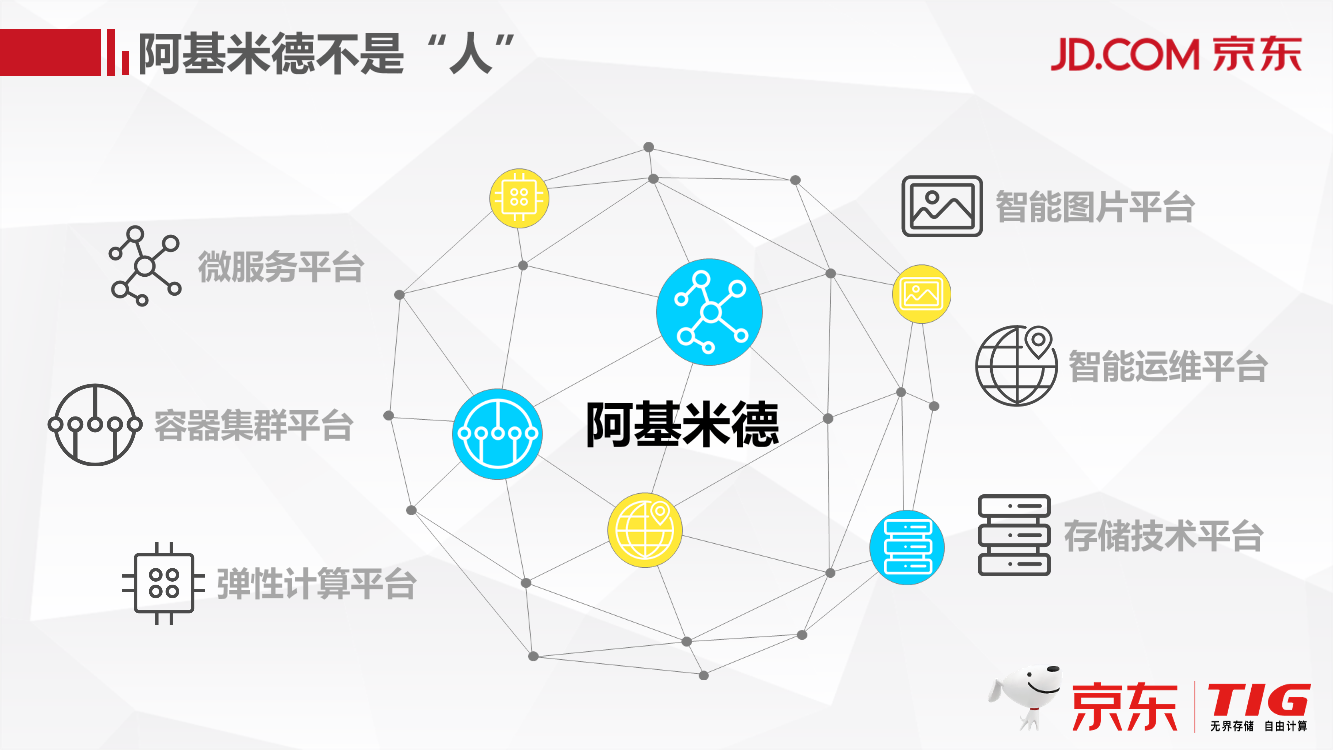 阿基米德不是“人”
JD.COM 京东
智能图片平台
微服务平台
智能运维平台
阿基米德
容器集群平台
存储技术平台
弹性计算平台
京东
TIG
无界存储 自由计算